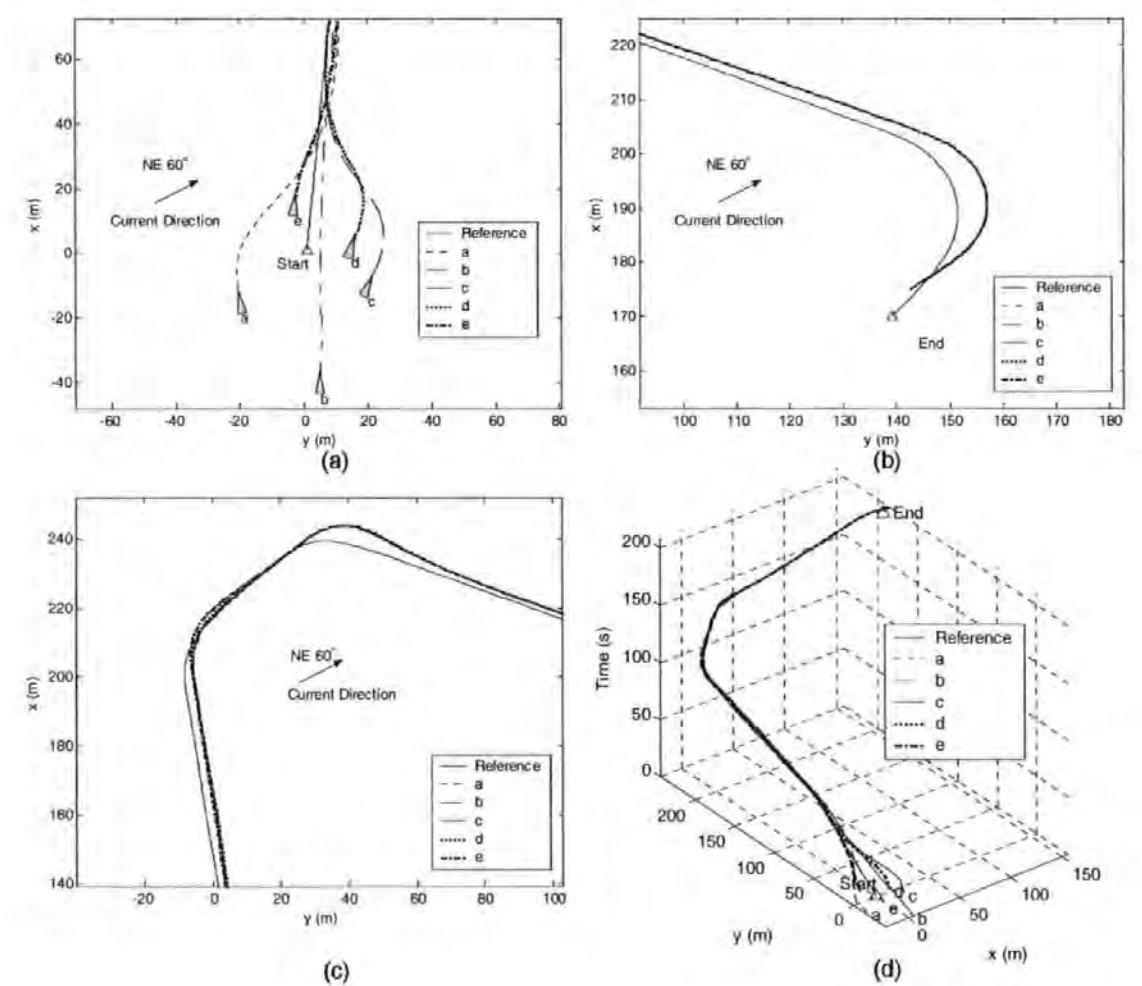 60
40
20
0
-20
-40
x (m)
NE 60°
Current Direction
e
Start
d
c
a
b
Reference
a
b
c
d
e
-60 -40 -20 0 20 40 60 80
y (m)
(a)
220
210
200
190
180
170
160
x (m)
NE 60°
Current Direction
End
Reference
a
b
c
d
e
100 110 120 130 140 150 160 170 180
y (m)
(b)
240
220
200
180
160
140
x (m)
NE 60°
Current Direction
Reference
a
b
c
d
e
-20 0 20 40 60 80 100
y (m)
(c)
End
200
150
100
50
0
Time (s)
Reference
a
b
c
d
e
Start
d c
a e
b
200
150
100
50
0
y (m)
0
50
100
150
x (m)
(d)